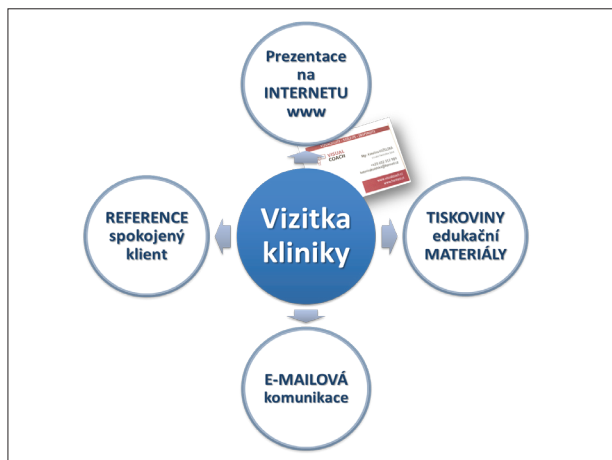 Prezentace
na
INTERNETU
www
VISUAL
COACH
REFERENCE
spokojený
klient
Vizitka
kliniky
TISKOVINY
edukační
MATERIÁLY
E-MAILOVÁ
komunikace